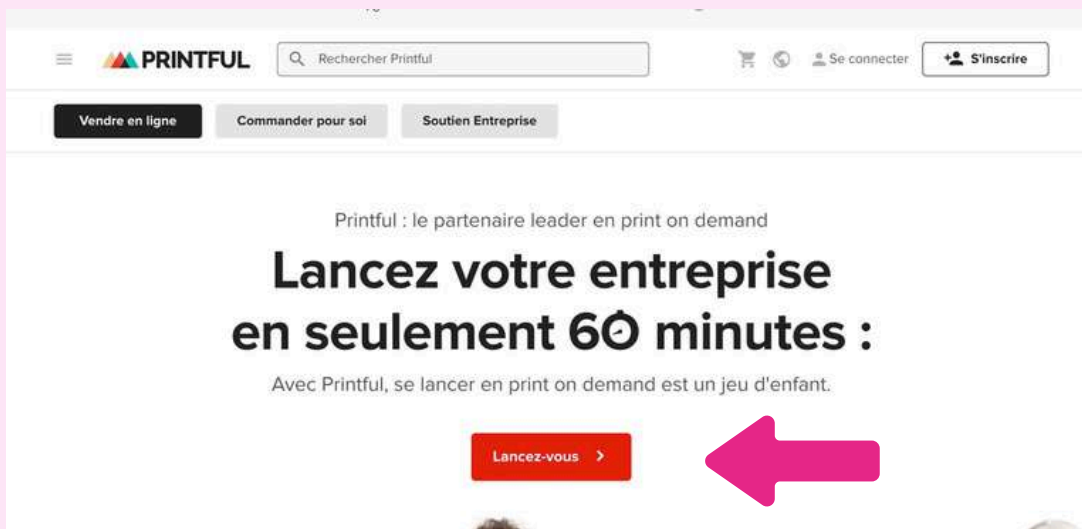 PRINTFUL
Rechercher Printful
Se connecter
S'inscrire
Vendre en ligne
Commander pour soi
Soutien Entreprise
Printful : le partenaire leader en print on demand
Lancez votre entreprise
en seulement 60 minutes :
Avec Printful, se lancer en print on demand est un jeu d'enfant.
Lancez-vous